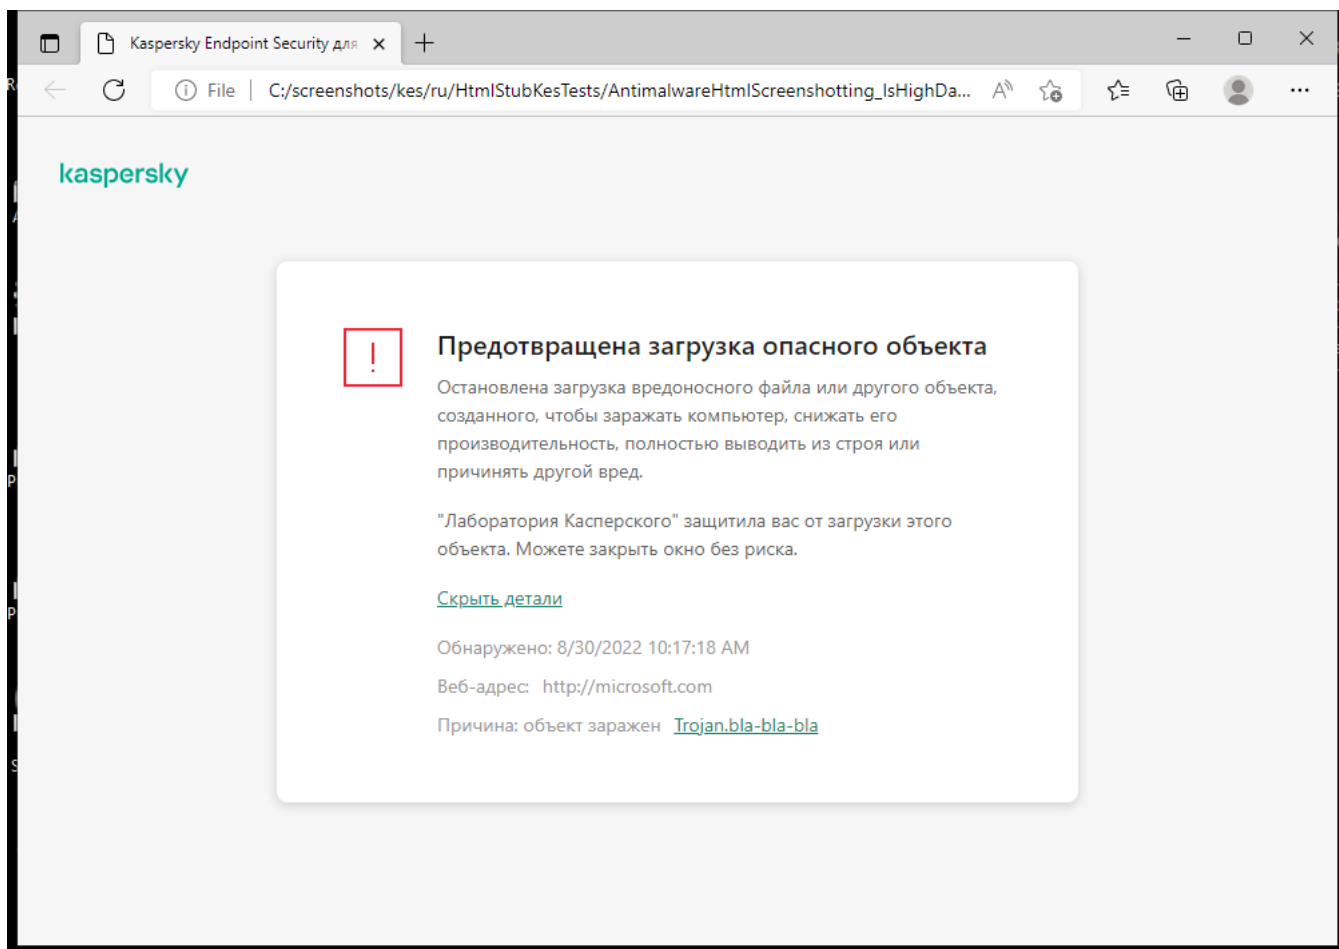 Kaspersky Endpoint Security для
File | C:/screenshots/kes/ru/HtmlStubKesTests/AntimalwareHtmlScreenshotting_IsHighDa...
kaspersky
Предотвращена загрузка опасного объекта
Остановлена загрузка вредоносного файла или другого объекта,
созданного, чтобы заражать компьютер, снижать его
производительность, полностью выводить из строя или
причинять другой вред.
"Лаборатория Касперского" защитила вас от загрузки этого
объекта. Можете закрыть окно без риска.
Скрыть детали
Обнаружено: 8/30/2022 10:17:18 AM
Веб-адрес: http://microsoft.com
Причина: объект заражен Trojan.bla-bla-bla